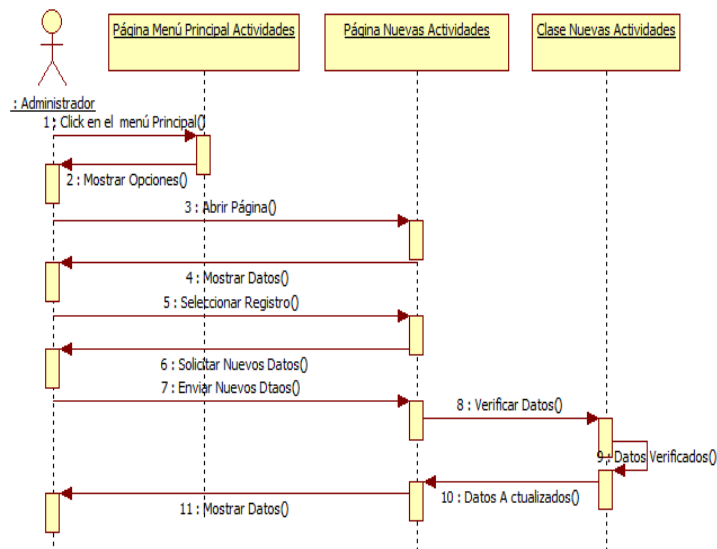 Página Menú Principal Actividades
Página Nuevas Actividades
Clase Nuevas Actividades
: Administrador
1 : Click en el menú Principal()
2 : Mostrar Opciones()
3 : Abrir Página()
4 : Mostrar Datos()
5 : Seleccionar Registro()
6 : Solicitar Nuevos Datos()
7 : Enviar Nuevos Dtaos()
8 : Verificar Datos()
9 : Datos Verificados()
10 : Datos A ctualizados()
11 : Mostrar Datos()